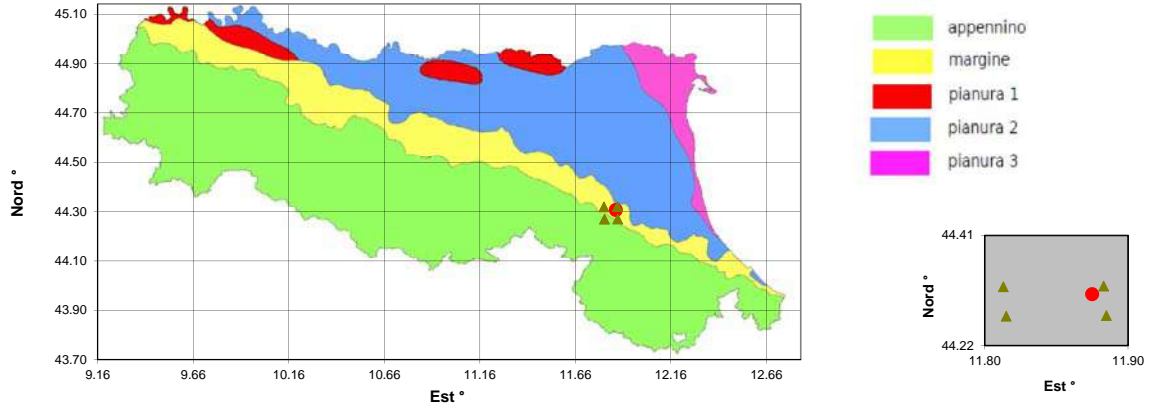 45.10
44.90
44.70
44.50
44.30
44.10
43.90
43.70
Nord °
9.16 9.66 10.16 10.66 11.16 11.66 12.16 12.66
Est °
appennino
margine
pianura 1
pianura 2
pianura 3
44.41
Nord °
44.22
11.80 11.90
Est °